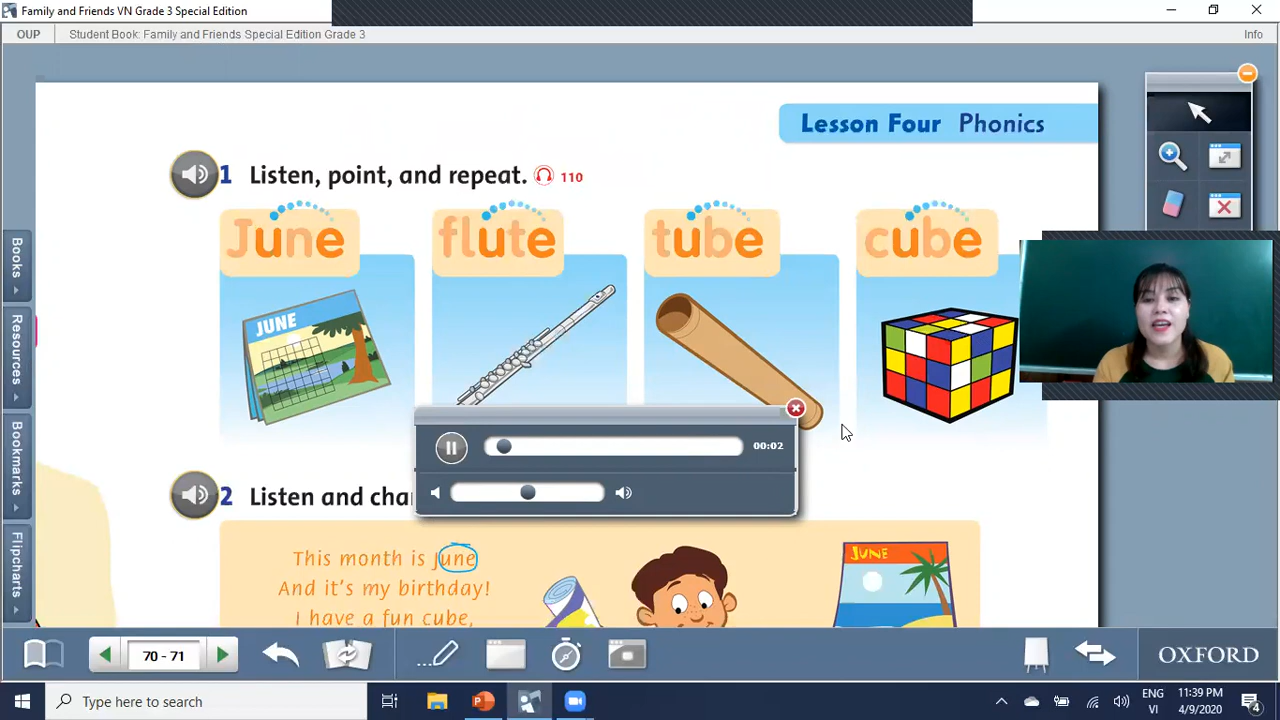 Family and Friends VN Grade 3 Special Edition
OUP Student Book: Family and Friends Special Edition Grade 3 Info
Lesson Four Phonics
1 Listen, point, and repeat. 110
June flute tube cube
JUNE
00:02
2 Listen and cha
This month is June
And it's my birthday!
I have a fun cube,
JUNE
Books
Resources
Bookmarks
Flipcharts
70 - 71
OXFORD
Type here to search
ENG
VI
11:39 PM
4/9/2020
4